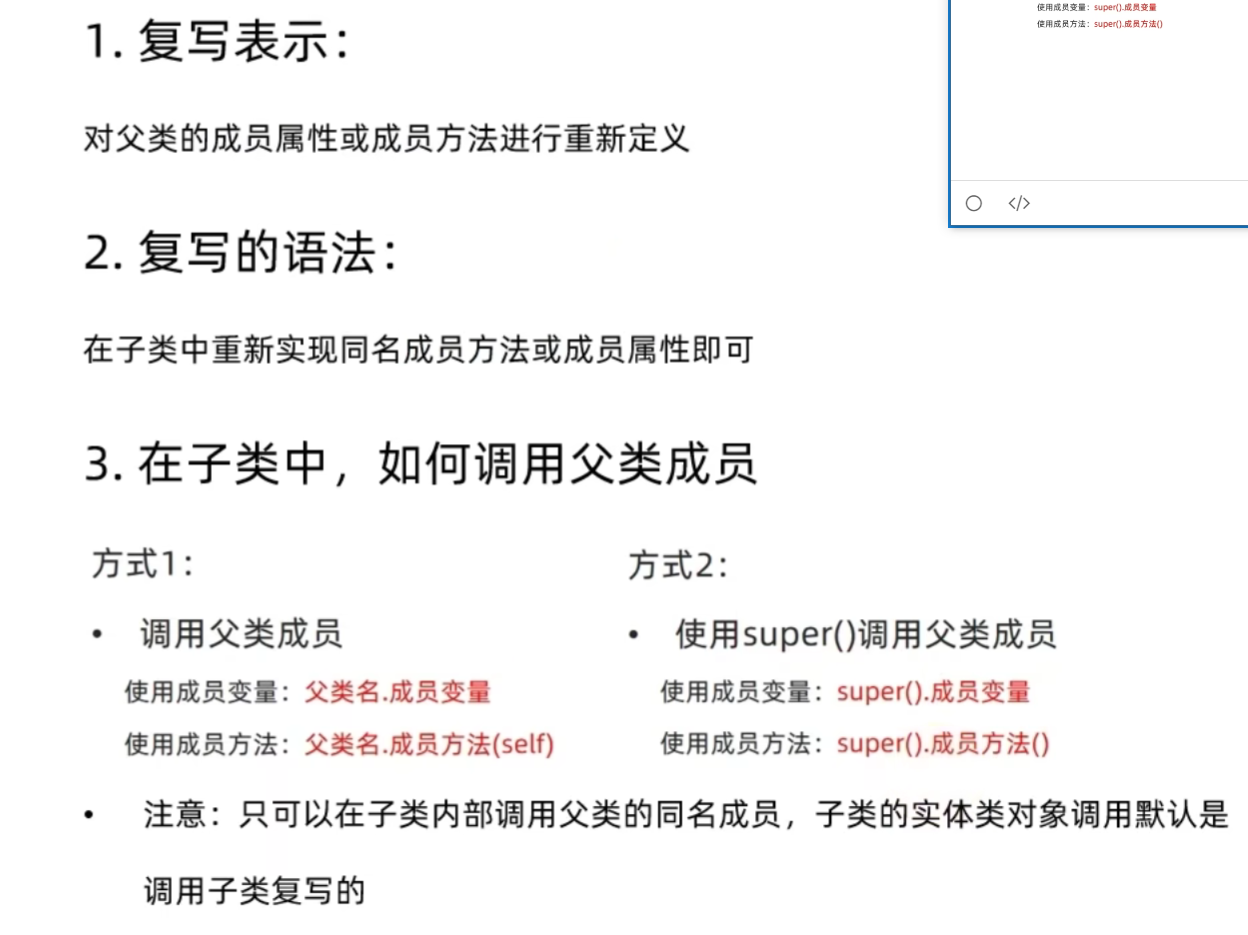 使用成员变量：super().成员变量
使用成员方法：super().成员方法()
</>
1. 复写表示：
对父类的成员属性或成员方法进行重新定义
2. 复写的语法：
在子类中重新实现同名成员方法或成员属性即可
3. 在子类中，如何调用父类成员
方式1：
• 调用父类成员
使用成员变量：父类名.成员变量
使用成员方法：父类名.成员方法(self)
方式2：
• 使用super()调用父类成员
使用成员变量：super().成员变量
使用成员方法：super().成员方法()
• 注意：只可以在子类内部调用父类的同名成员，子类的实体类对象调用默认是
调用子类复写的